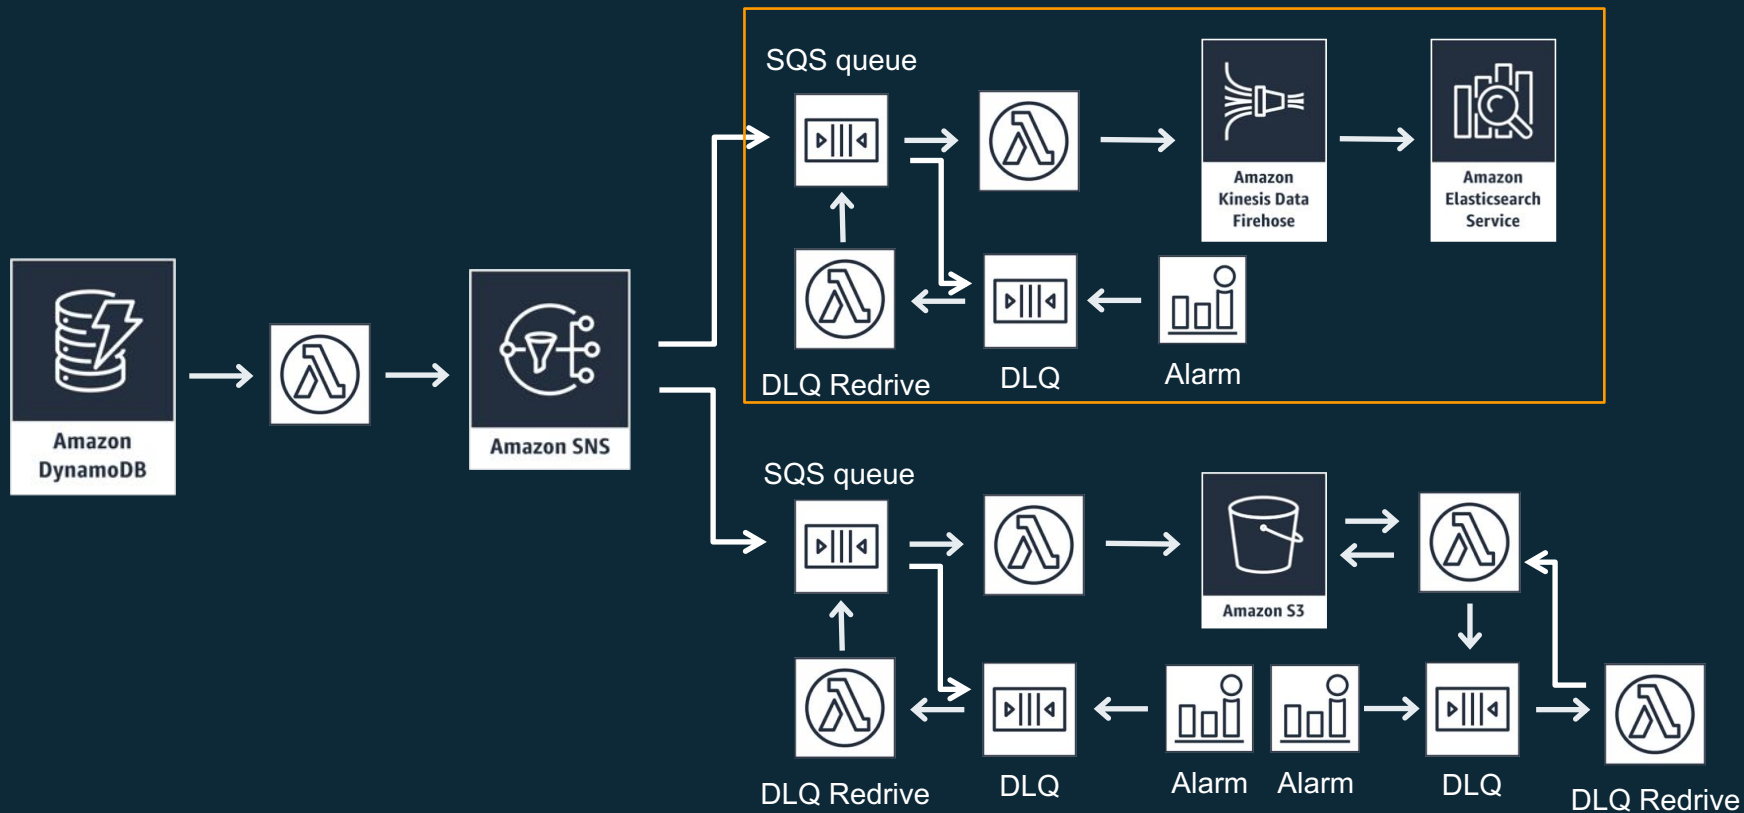 SQS queue
Amazon
Kinesis Data
Firehose
Amazon
Elasticsearch
Service
DLQ Redrive
DLQ
Alarm
Amazon
DynamoDB
Amazon SNS
SQS queue
Amazon S3
DLQ Redrive
DLQ
Alarm
Alarm
DLQ
DLQ Redrive